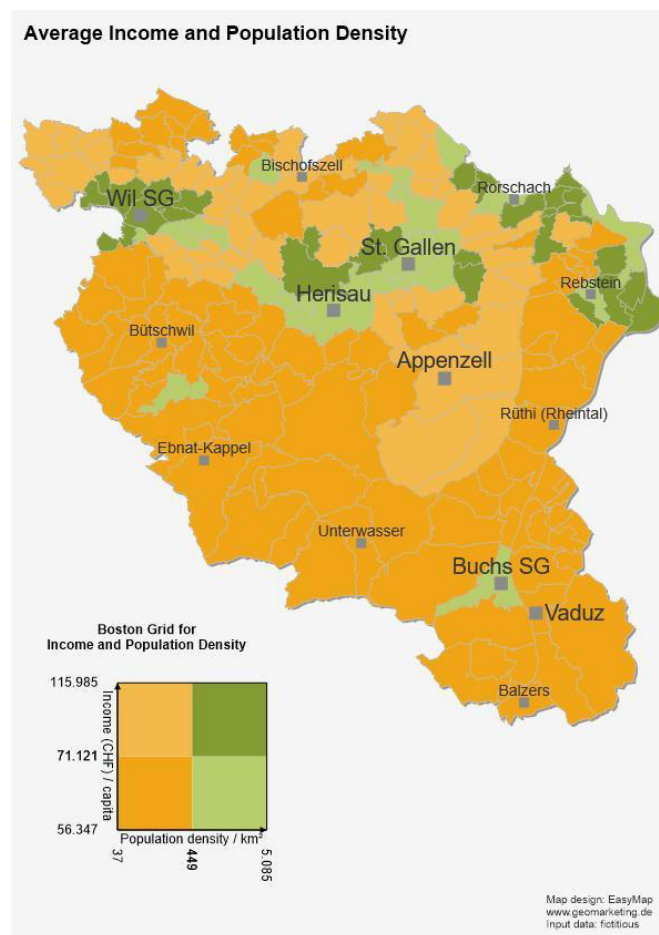 Average Income and Population Density
Bischofszell
Wil SG
Rorschach
St. Gallen
Herisau
Rebstein
Bütschwil
Appenzell
Rüthi (Rheintal)
Ebnat-Kappel
Unterwasser
Buchs SG
Vaduz
Balzers
Boston Grid for
Income and Population Density
115.985
71.121
56.347
Income (CHF) / capita
Population density / km²
37
449
5.085
Map design: EasyMap
www.geomarketing.de
Input data: fictitious